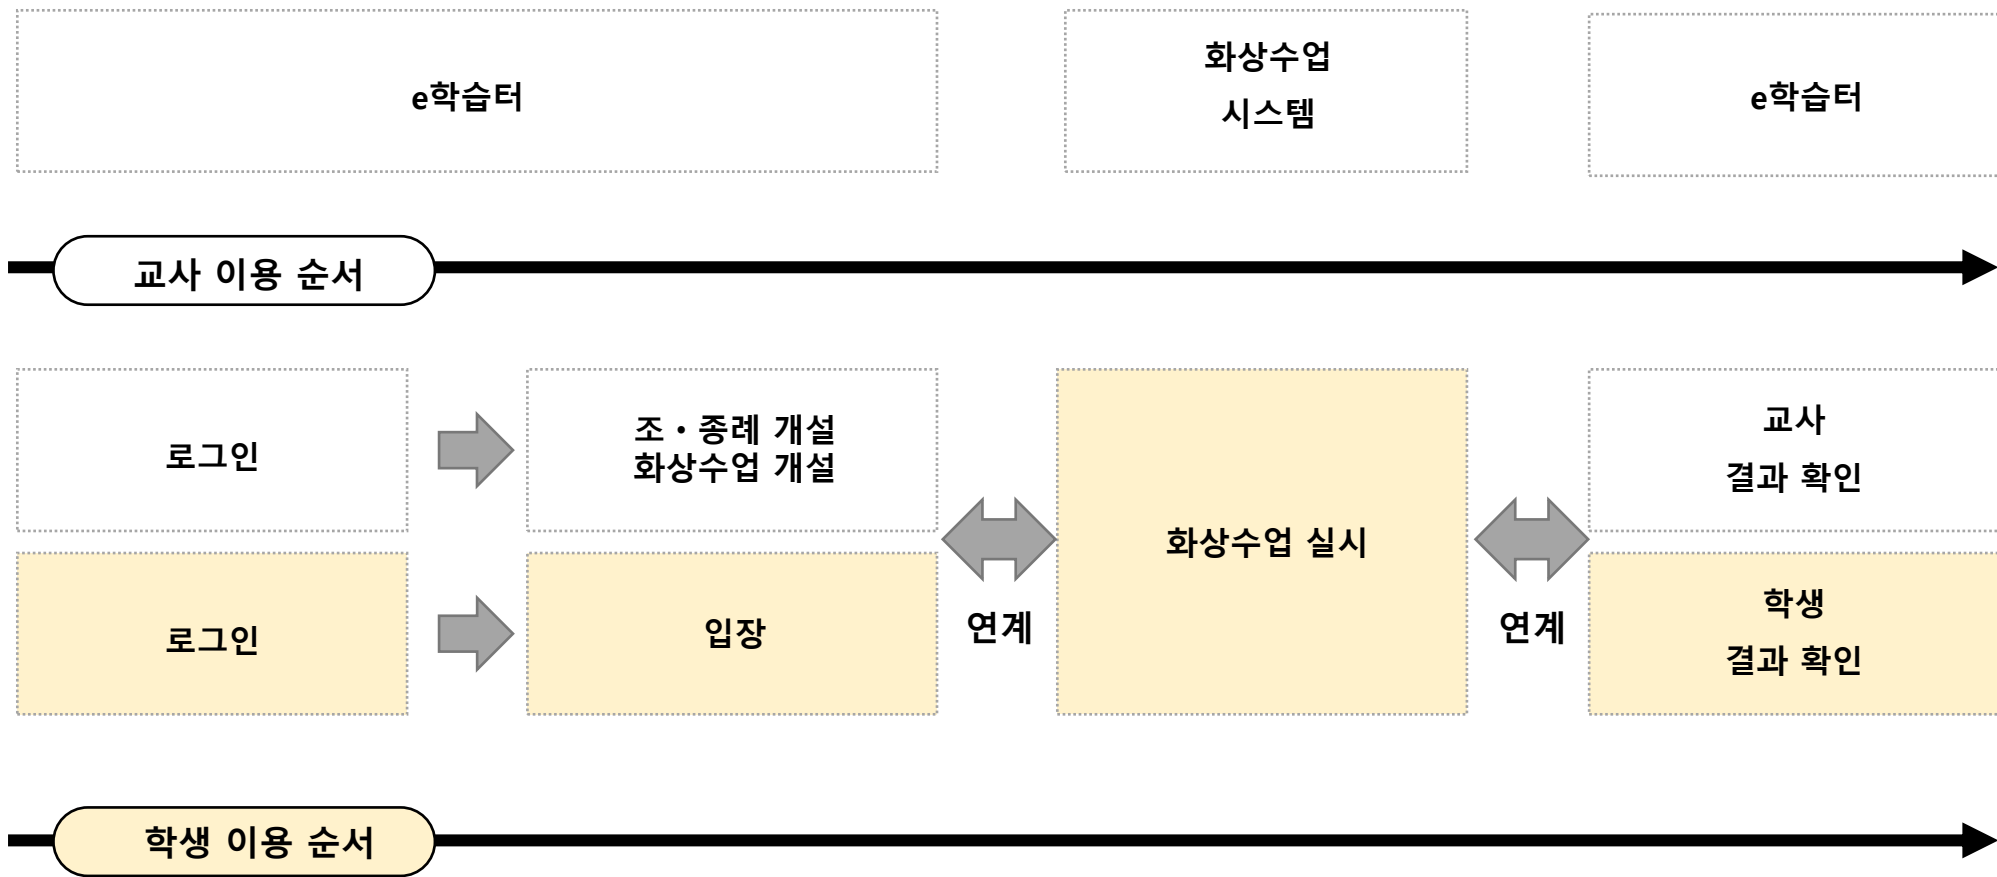 e학습터
화상수업
시스템
e학습터
교사 이용 순서
로그인
조・종례 개설
화상수업 개설
화상수업 실시
교사
결과 확인
로그인
입장
연계
연계
학생
결과 확인
학생 이용 순서